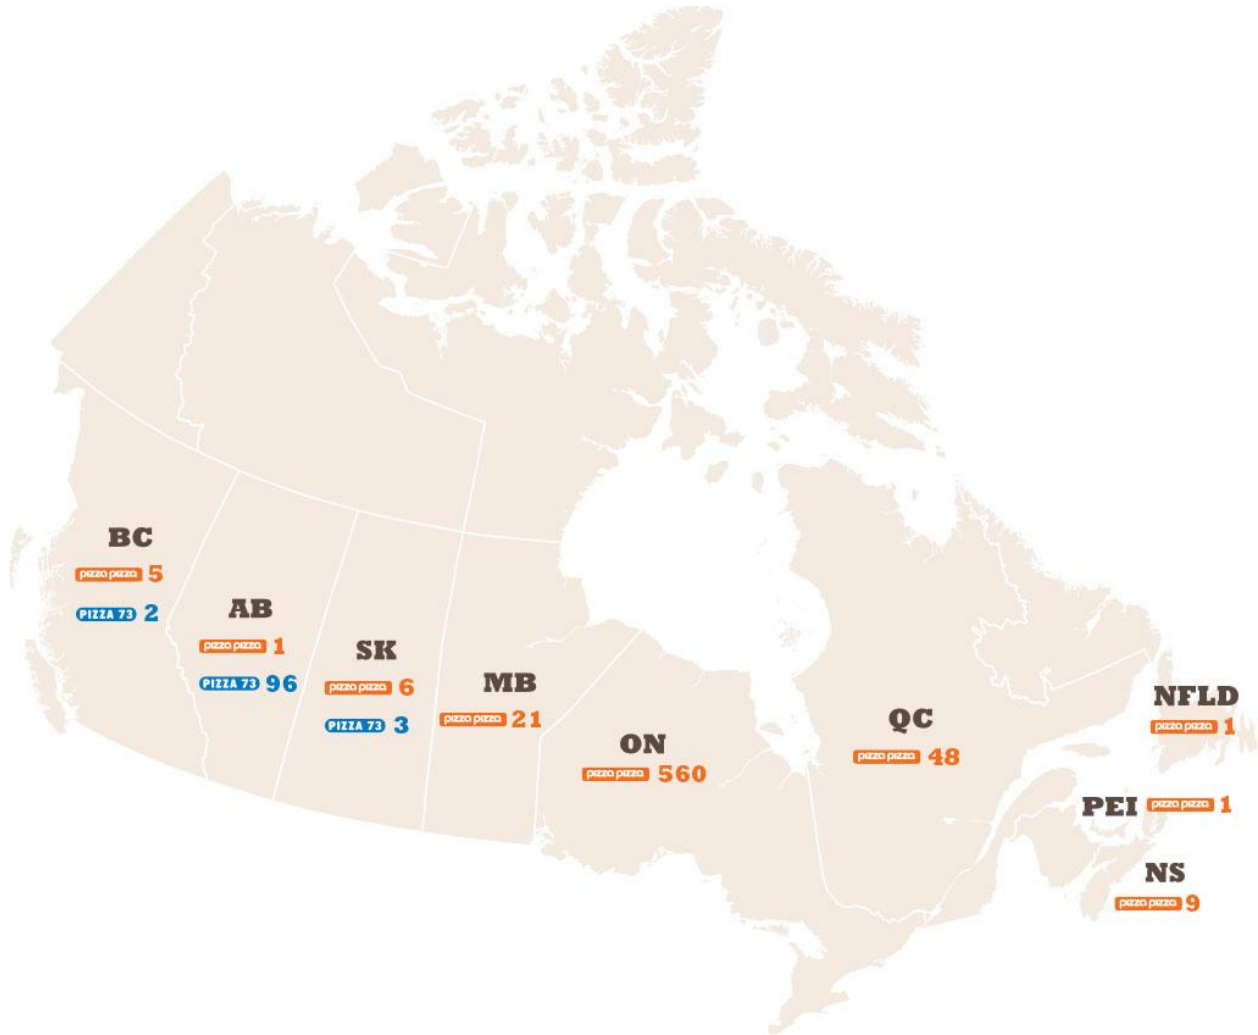 BC
pizza pizza 5
PIZZA 73 2
AB
pizza pizza 1
PIZZA 73 96
SK
pizza pizza 6
PIZZA 73 3
MB
pizza pizza 21
ON
pizza pizza 560
QC
pizza pizza 48
NFLD
pizza pizza 1
PEI pizza pizza 1
NS
pizza pizza 9